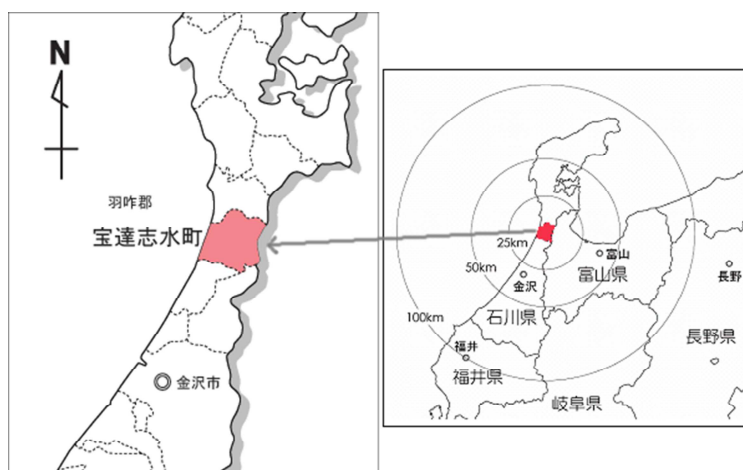 N
羽咋郡
宝達志水町
金沢市
25km
50km
100km
富山
富山県
金沢
石川県
長野
長野県
福井
福井県
岐阜県